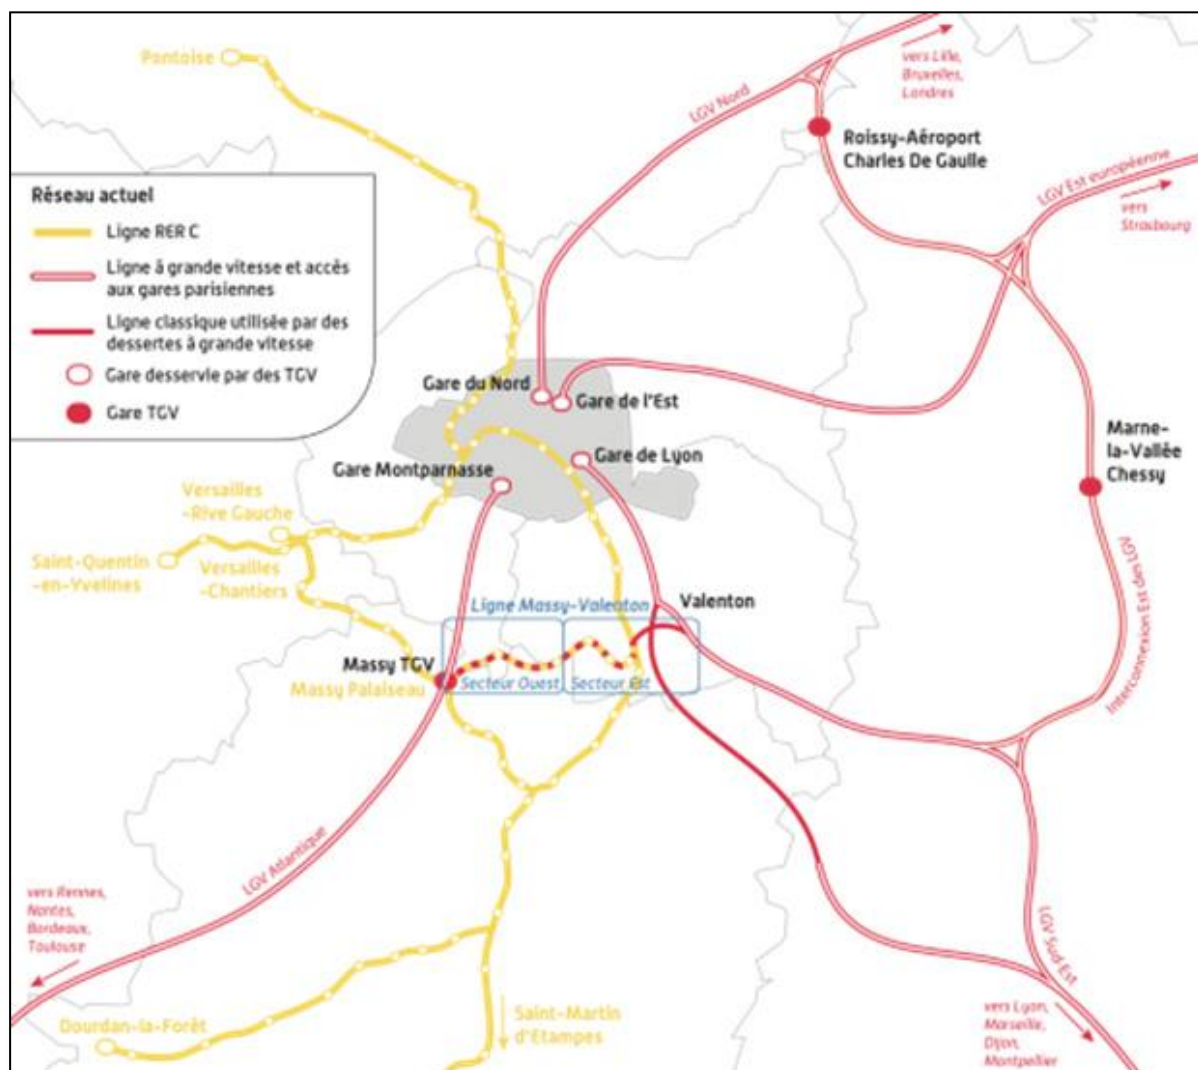 Pontoise
LGV Nord
vers Lille,
Bruxelles,
Londres
Roissy-Aéroport
Charles De Gaulle
LGV Est européenne
vers
Strasbourg
Réseau actuel
Ligne RER C
Ligne à grande vitesse et accès
aux gares parisiennes
Ligne classique utilisée par des
dessertes à grande vitesse
Gare desservie par des TGV
Gare TGV
Gare du Nord
Gare de l'Est
Gare Montparnasse
Gare de Lyon
Marne-
la-Vallée
Chessy
Versailles
-Rive Gauche
Saint-Quentin
-en-Yvelines
Versailles
-Chantiers
Ligne Massy-Valenton
Valenton
Massy TGV
Massy Palaiseau
Secteur Ouest
Secteur Est
Interconnexion Est des LGV
LGV Atlantique
vers Rennes,
Nantes,
Bordeaux,
Toulouse
LGV Sud Est
Dourdan-la-Forêt
Saint-Martin
d'Etampes
vers Lyon,
Marseille,
Dijon,
Montpellier